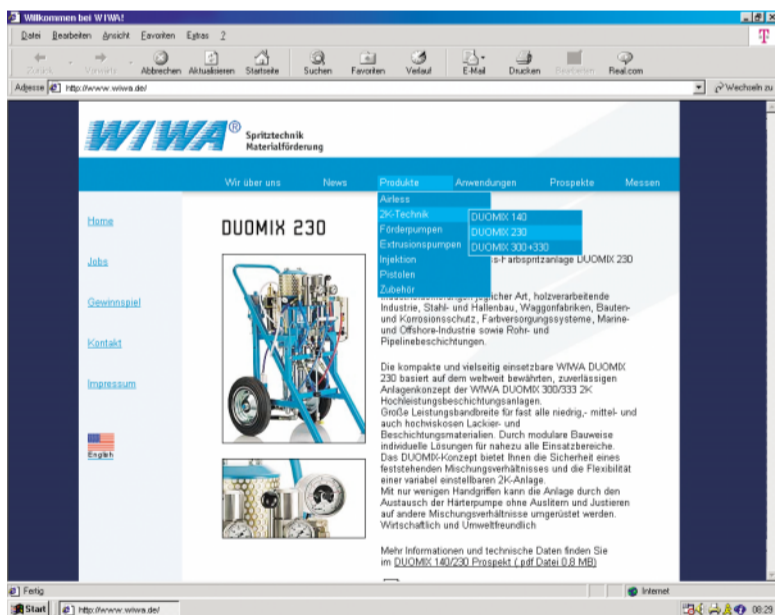 Willkommen bei WIWA!
Datei Bearbeiten Ansicht Favoriten Extras ?
Zurück Vorwärts Abbrechen Aktualisieren Startseite Suchen Favoriten Verlauf E-Mail Drucken Bearbeiten Real.com
Adresse http://www.wiwa.de/ Wechseln zu
WIWA® Spritztechnik
Materialförderung
Wir über uns News Produkte Anwendungen Prospekte Messen
Airless
2K-Technik DUOMIX 140
Förderpumpen DUOMIX 230
Extrusionspumpen DUOMIX 300+330
Injektion
Pistolen
Zubehör
Home
Jobs
Gewinnspiel
Kontakt
Impressum
English
DUOMIX 230
s-Farbspritzanlage DUOMIX 230
jeglicher Art, holzverarbeitende
Industrie, Stahl- und Hallenbau, Waggonfabriken, Bauten-
und Korrosionsschutz, Farbversorgungssysteme, Marine-
und Offshore-Industrie sowie Rohr- und
Pipelinebeschichtungen.
Die kompakte und vielseitig einsetzbare WIWA DUOMIX
230 basiert auf dem weltweit bewährten, zuverlässigen
Anlagenkonzept der WIWA DUOMIX 300/333 2K
Hochleistungsbeschichtungsanlagen.
Große Leistungsbandbreite für fast alle niedrig,- mittel- und
auch hochviskosen Lackier- und
Beschichtungsmaterialien. Durch modulare Bauweise
individuelle Lösungen für nahezu alle Einsatzbereiche.
Das DUOMIX-Konzept bietet Ihnen die Sicherheit eines
feststehenden Mischungsverhältnisses und die Flexibilität
einer variabel einstellbaren 2K-Anlage.
Mit nur wenigen Handgriffen kann die Anlage durch den
Austausch der Härterpumpe ohne Auslitern und Justieren
auf andere Mischungsverhältnisse umgerüstet werden.
Wirtschaftlich und Umweltfreundlich
Mehr Informationen und technische Daten finden Sie
im DUOMIX 140/230 Prospekt (.pdf Datei 0,8 MB)
Fertig Internet
Start http://www.wiwa.de/ 08:29